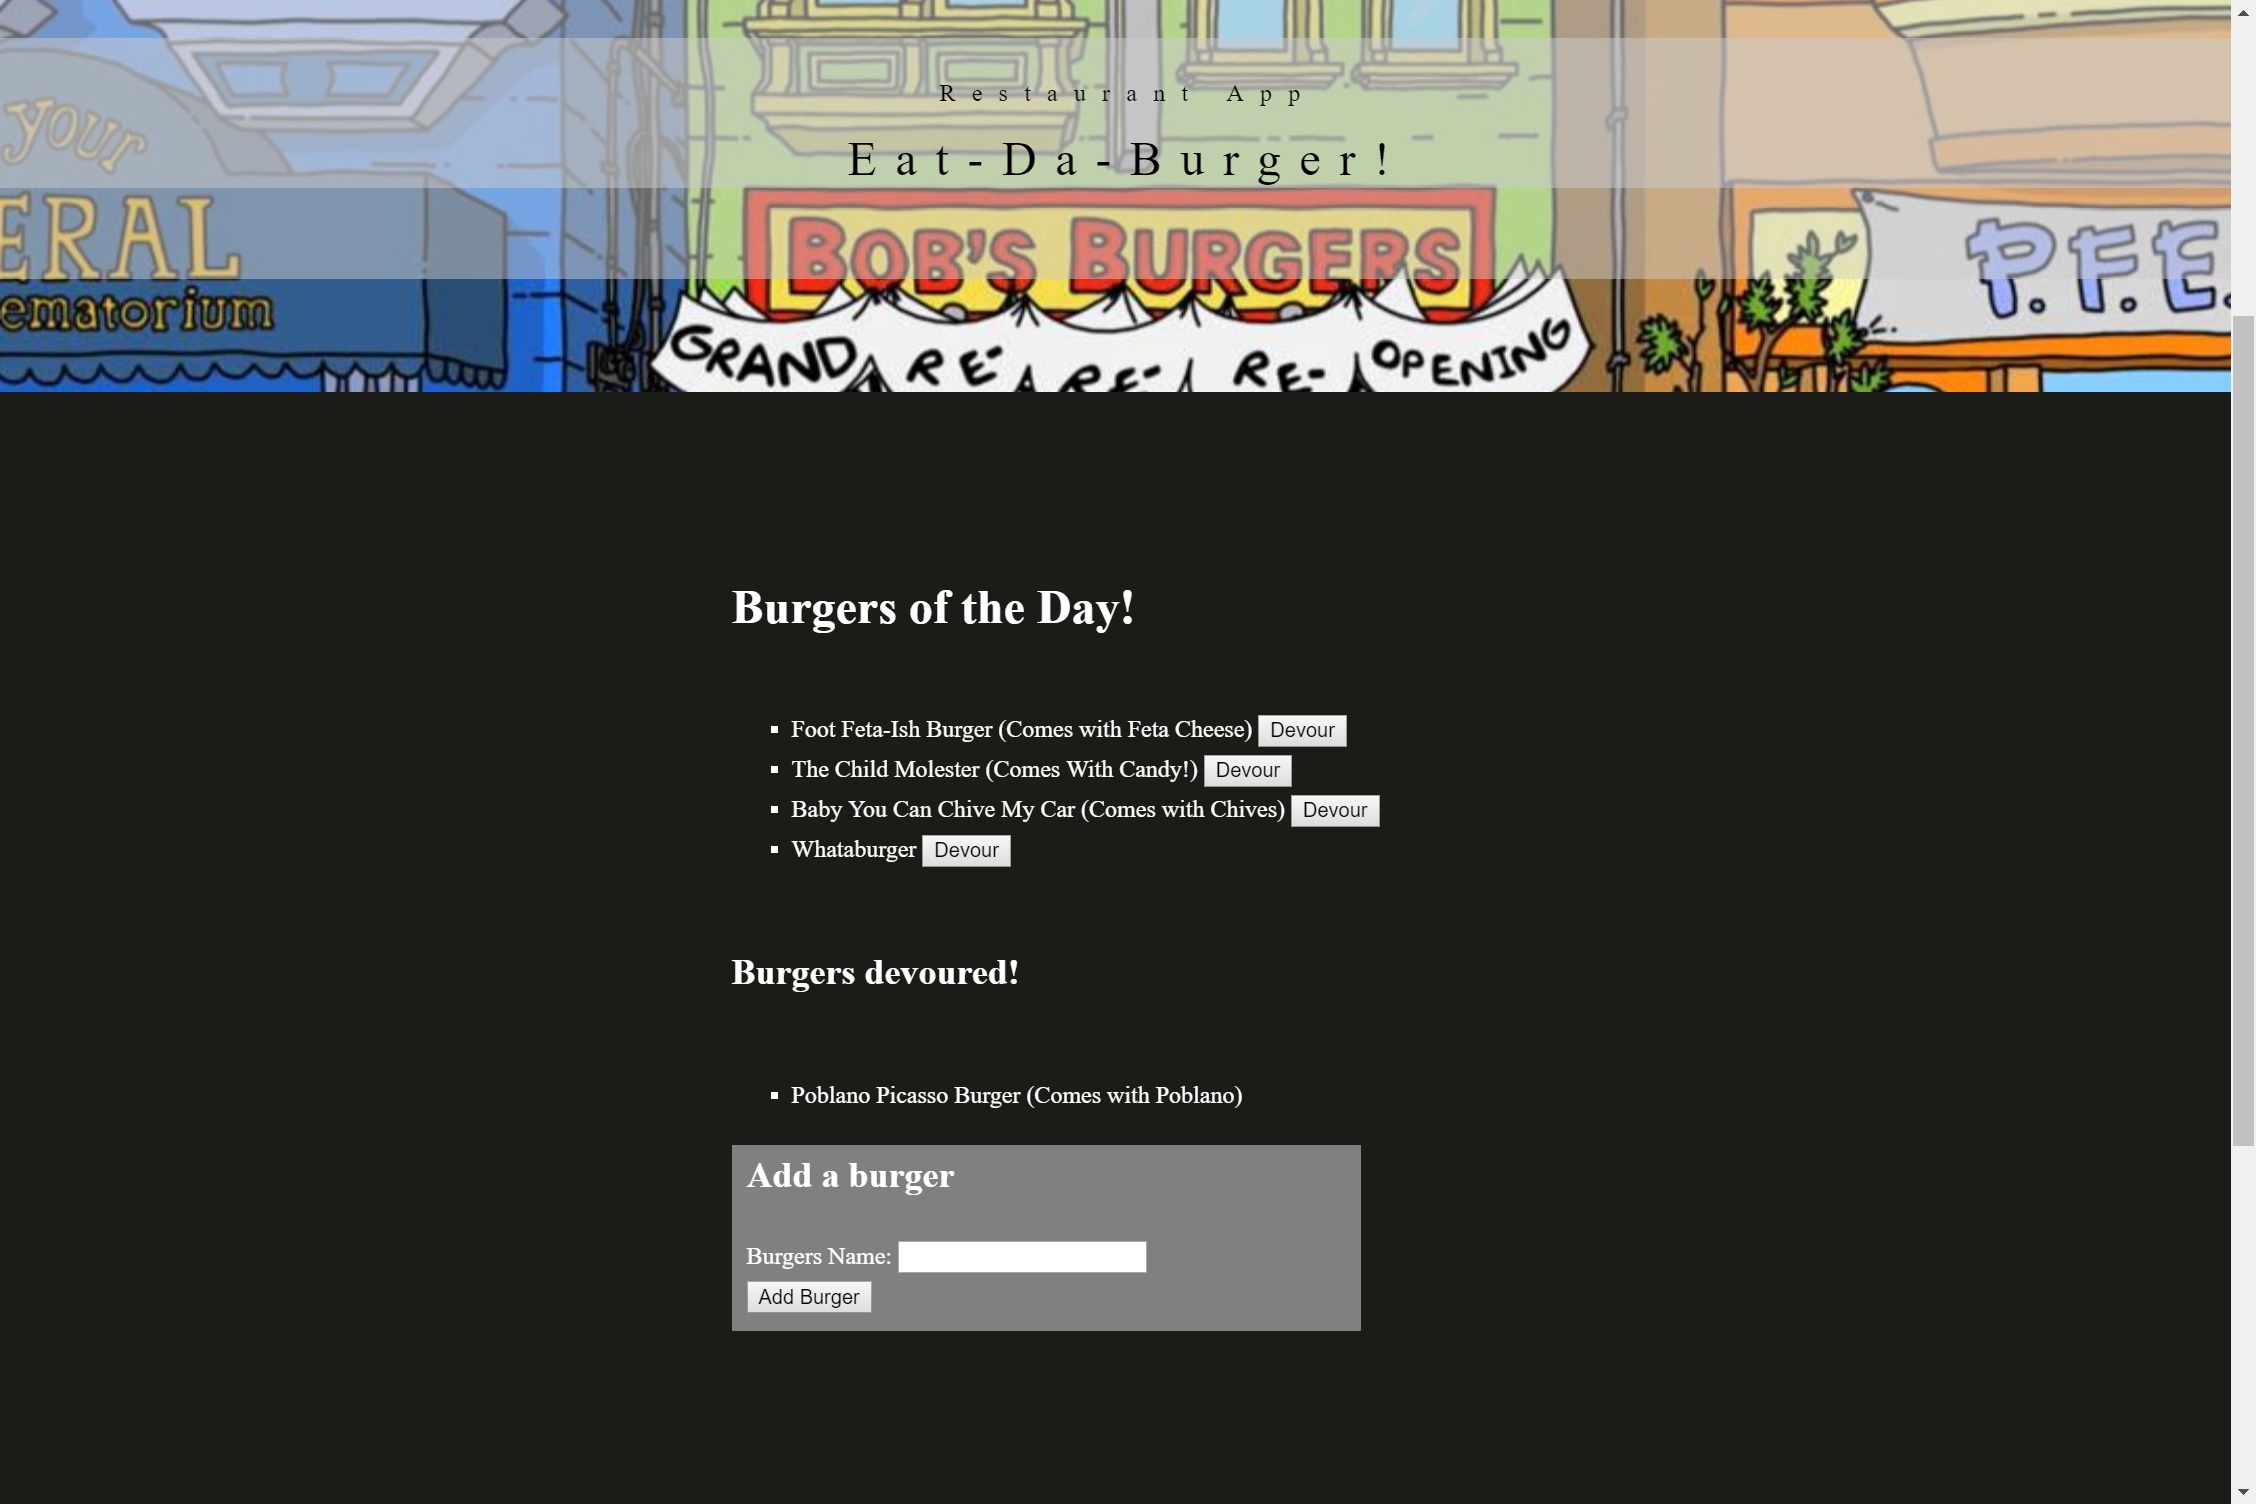 Restaurant App
Eat-Da-Burger!
your
ERAL
ematorium
BOB'S BURGERS
GRAND RE- RE- RE- OPENING
P.F.E.
Burgers of the Day!
Foot Feta-Ish Burger (Comes with Feta Cheese) Devour
The Child Molester (Comes With Candy!) Devour
Baby You Can Chive My Car (Comes with Chives) Devour
Whataburger Devour
Burgers devoured!
Poblano Picasso Burger (Comes with Poblano)
Add a burger
Burgers Name:
Add Burger